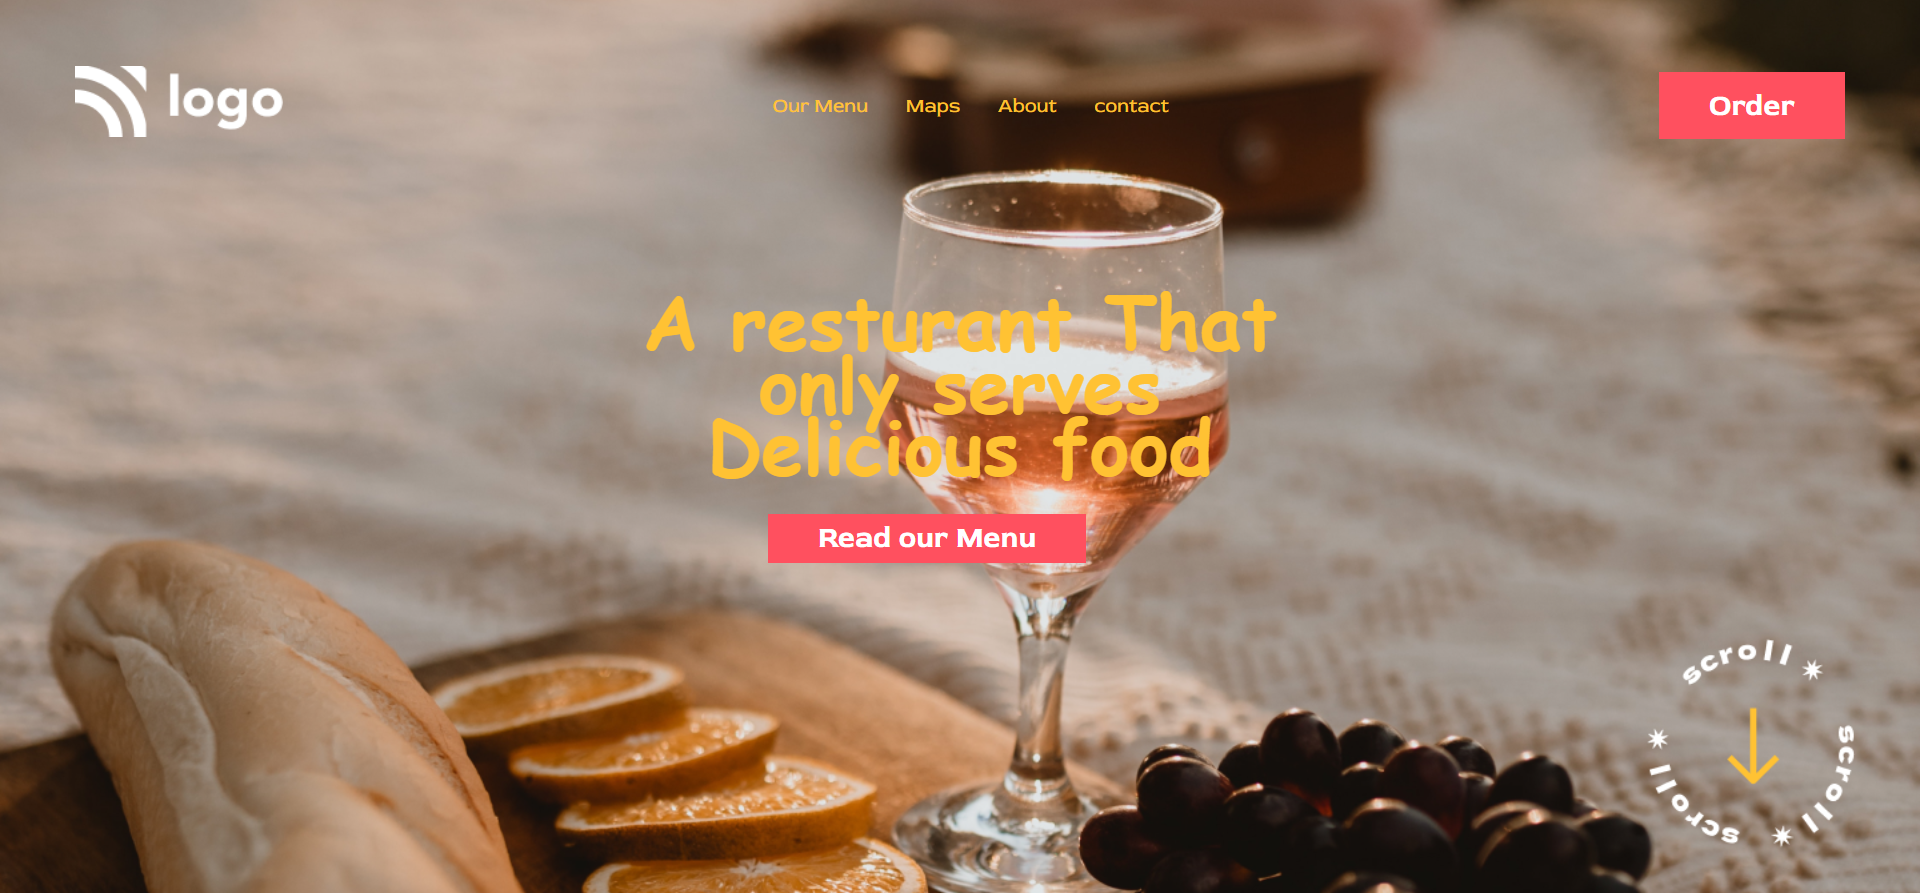 logo
Our Menu Maps About contact
Order
A resturant That
only serves
Delicious food
Read our Menu
scroll
scroll
scroll